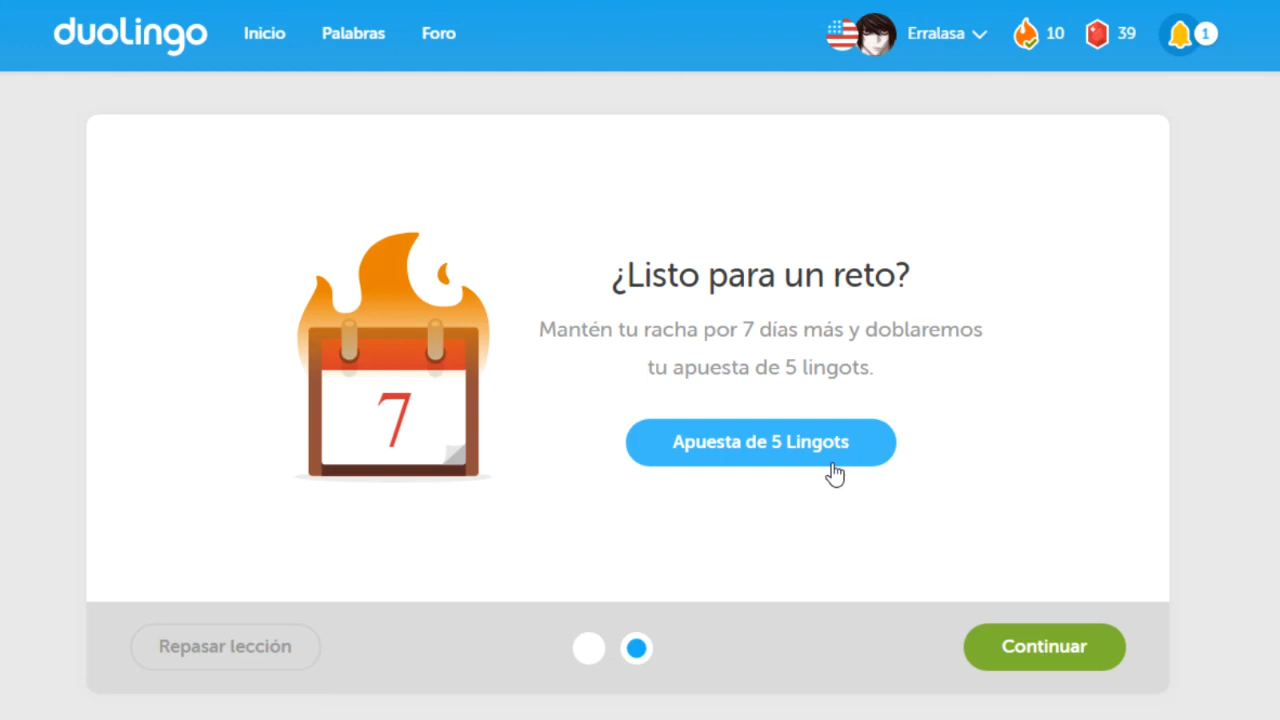 duolingo Inicio Palabras Foro Erralasa 10 39 1
¿Listo para un reto?
Mantén tu racha por 7 días más y doblaremos
tu apuesta de 5 lingots.
7
Apuesta de 5 Lingots
Repasar lección Continuar